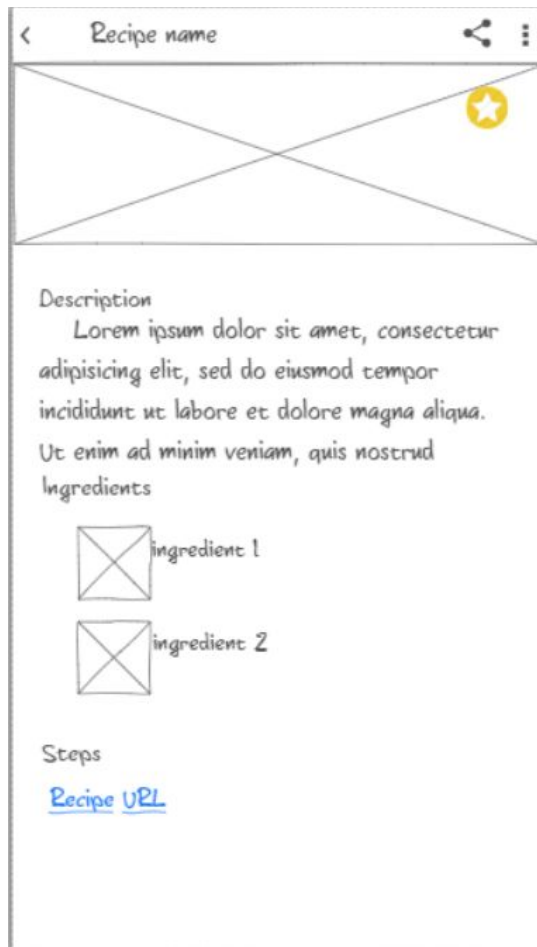 Recipe name
Description
Lorem ipsum dolor sit amet, consectetur
adipisicing elit, sed do eiusmod tempor
incididunt ut labore et dolore magna aliqua.
Ut enim ad minim veniam, quis nostrud
Ingredients
ingredient 1
ingredient 2
Steps
Recipe URL